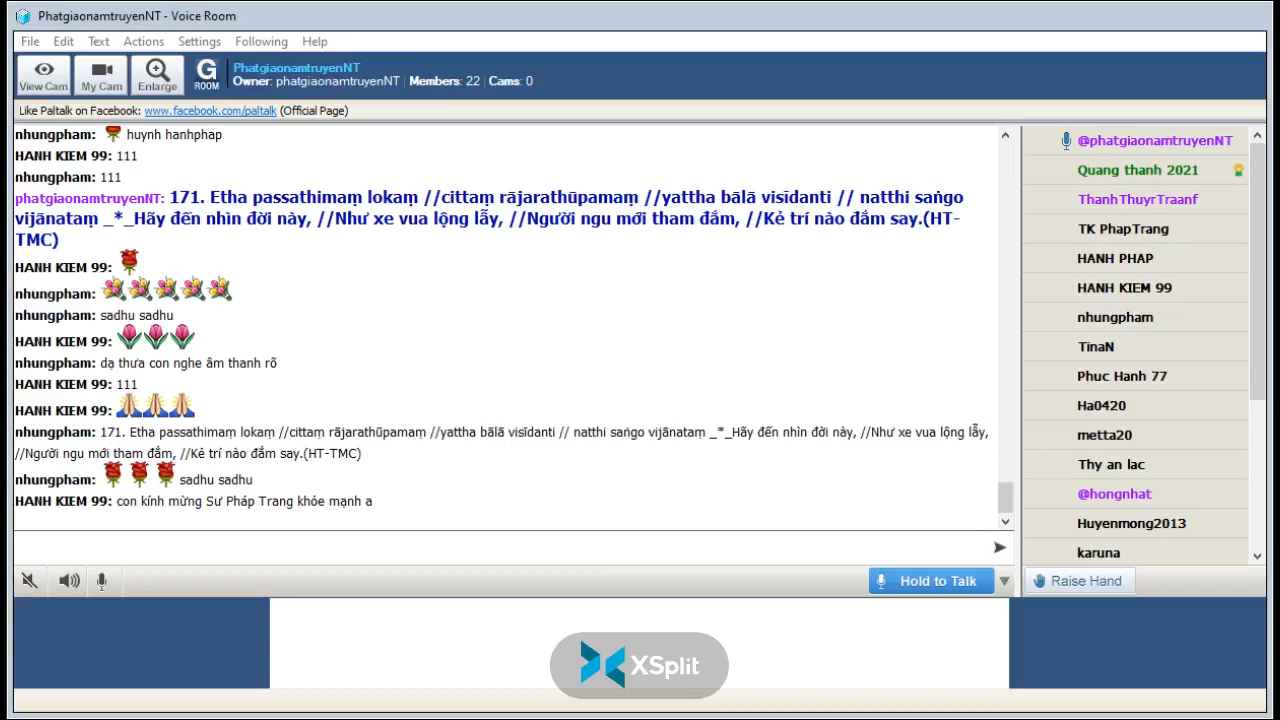 PhatgiaonamtruyenNT - Voice Room
File Edit Text Actions Settings Following Help
View Cam My Cam Enlarge G ROOM PhatgiaonamtruyenNT
Owner: phatgiaonamtruyenNT Members: 22 Cams: 0
Like Paltalk on Facebook: www.facebook.com/paltalk (Official Page)
nhungpham: huynh hanhphap
HANH KIEM 99: 111
nhungpham: 111
phatgiaonamtruyenNT: 171. Etha passathimaṃ lokaṃ //cittaṃ rājarathūpamaṃ //yattha bālā visīdanti // natthi saṅgo
vijānataṃ _*_Hãy đến nhìn đời này, //Như xe vua lộng lẫy, //Người ngu mới tham đắm, //Kẻ trí nào đắm say.(HT-
TMC)
HANH KIEM 99:
nhungpham:
nhungpham: sadhu sadhu
HANH KIEM 99:
nhungpham: dạ thưa con nghe âm thanh rõ
HANH KIEM 99: 111
HANH KIEM 99:
nhungpham: 171. Etha passathimaṃ lokaṃ //cittaṃ rājarathūpamaṃ //yattha bālā visīdanti // natthi saṅgo vijānataṃ _*_Hãy đến nhìn đời này, //Như xe vua lộng lẫy,
//Người ngu mới tham đắm, //Kẻ trí nào đắm say.(HT-TMC)
nhungpham: sadhu sadhu
HANH KIEM 99: con kính mừng Sư Pháp Trang khỏe mạnh a
@phatgiaonamtruyenNT
Quang thanh 2021
ThanhThuyrTraanf
TK PhapTrang
HANH PHAP
HANH KIEM 99
nhungpham
TinaN
Phuc Hanh 77
Ha0420
metta20
Thy an lac
@hongnhat
Huyenmong2013
karuna
Hold to Talk
Raise Hand
XSplit